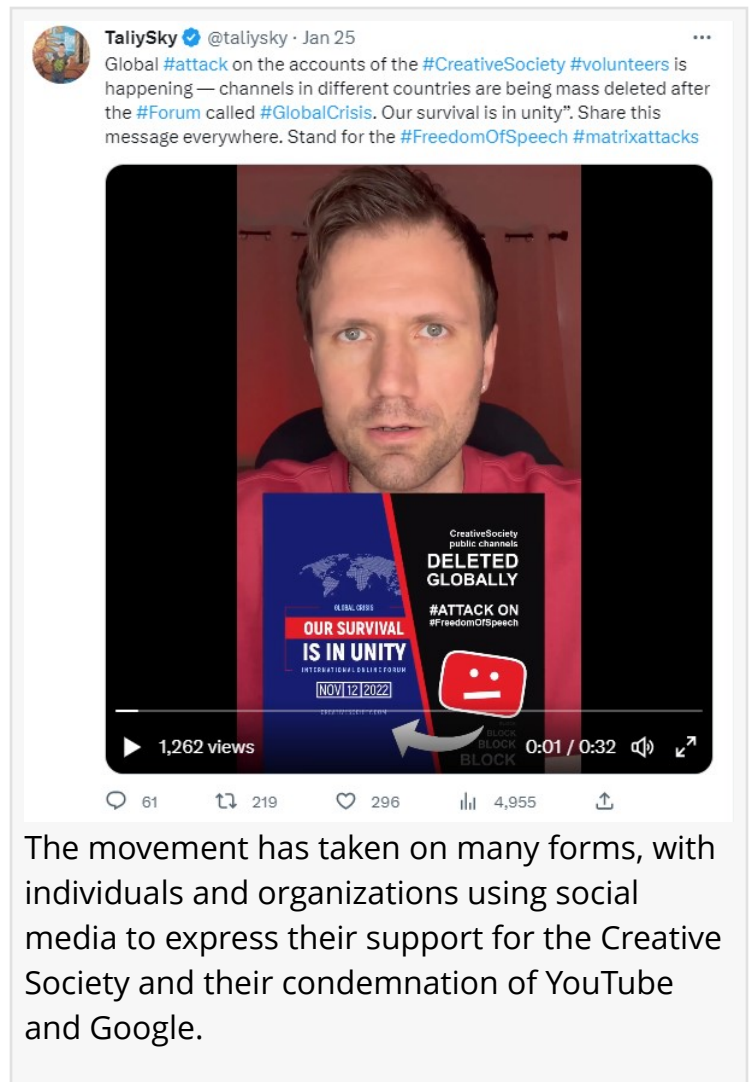 TaliySky @taliysky · Jan 25
Global #attack on the accounts of the #CreativeSociety #volunteers is
happening — channels in different countries are being mass deleted after
the #Forum called #GlobalCrisis. Our survival is in unity”. Share this
message everywhere. Stand for the #FreedomOfSpeech #matrixattacks
CreativeSociety
public channels
DELETED
GLOBALLY
#ATTACK ON
#FreedomOfSpeech
GLOBAL CRISIS
OUR SURVIVAL
IS IN UNITY
INTERNATIONAL ONLINE FORUM
NOV 12 2022
CREATIVESOCIETY.COM
BLOCK
BLOCK
BLOCK
1,262 views
0:01 / 0:32
61 219 296 4,955
The movement has taken on many forms, with
individuals and organizations using social
media to express their support for the Creative
Society and their condemnation of YouTube
and Google.